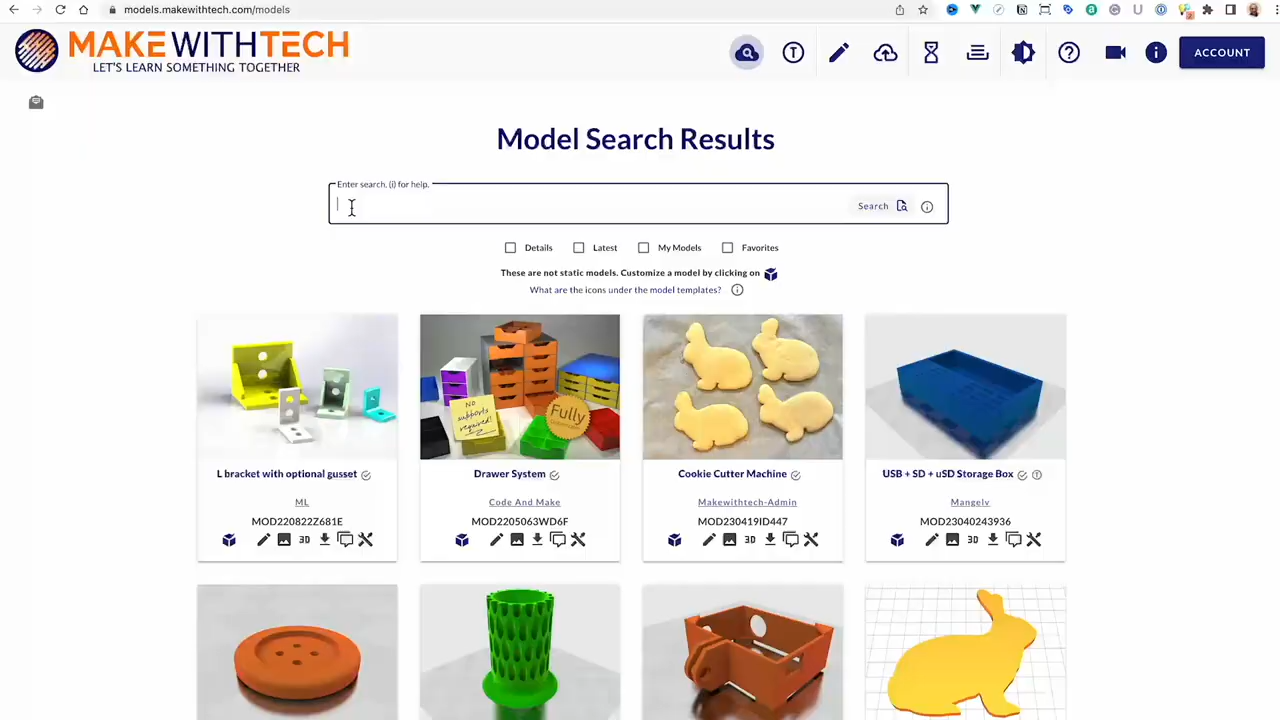 models.makewithtech.com/models
MAKEWITHTECH
LET'S LEARN SOMETHING TOGETHER
ACCOUNT
Model Search Results
Enter search, (i) for help.
Search
Details
Latest
My Models
Favorites
These are not static models. Customize a model by clicking on
What are the icons under the model templates?
No supports required!
Fully
L bracket with optional gusset
Drawer System
Cookie Cutter Machine
USB + SD + uSD Storage Box
ML
Code And Make
Makewithtech-Admin
Mangelv
MOD220822Z681E
MOD2205063WD6F
MOD230419ID447
MOD23040243936
3D
3D
3D